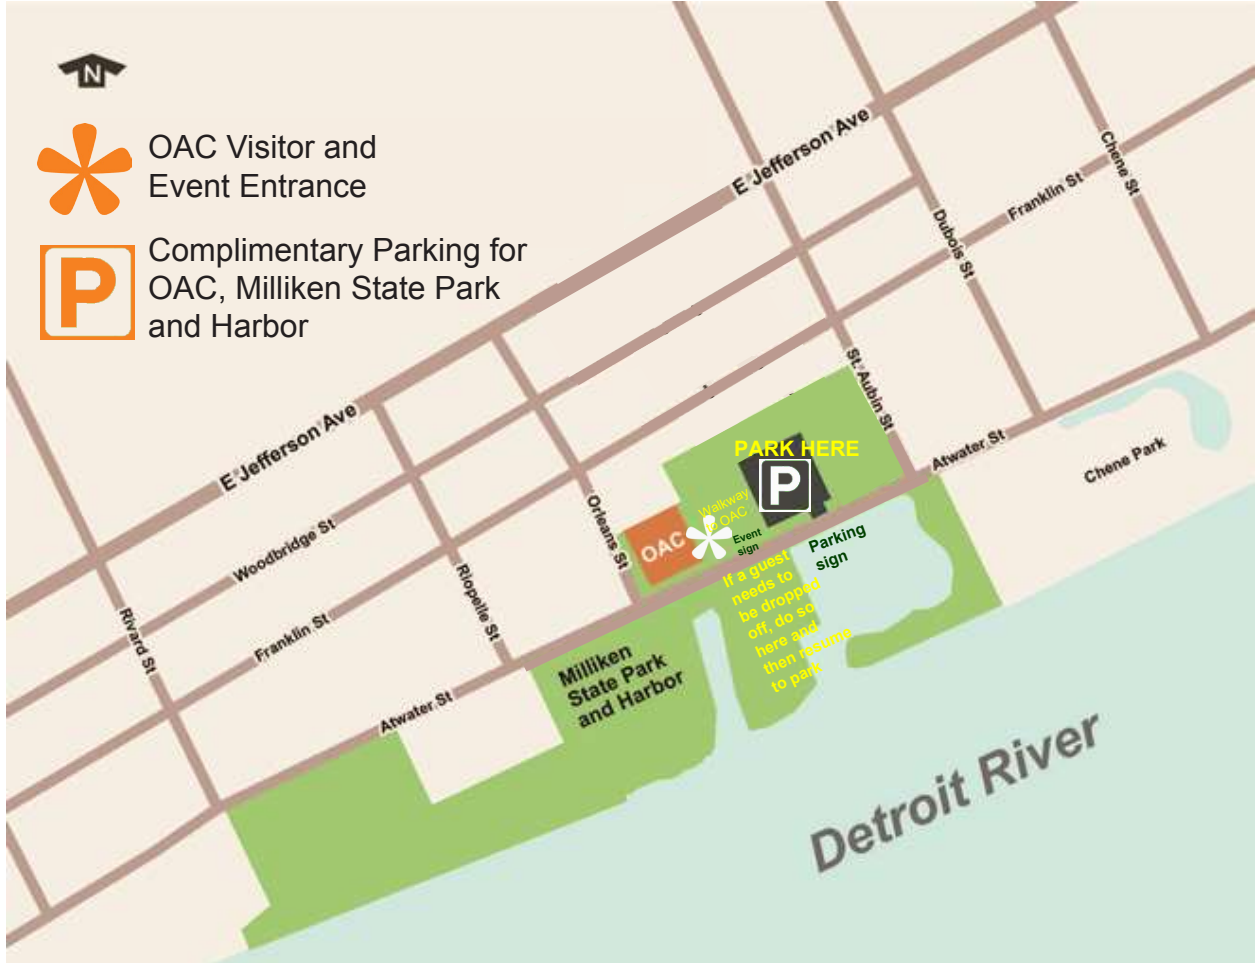 N
OAC Visitor and
Event Entrance
P
Complimentary Parking for
OAC, Milliken State Park
and Harbor
E Jefferson Ave
Chene St
Franklin St
Dubois St
St. Aubin St
E Jefferson Ave
PARK HERE
P
Atwater St
Chene Park
Walkway
to OAC
Orleans St
OAC
Event
sign
Parking
sign
Woodbridge St
Riopelle St
Rivard St
Franklin St
If a guest
needs to
be dropped
off, do so
here and
then resume
to park
Milliken
State Park
and Harbor
Atwater St
Detroit River